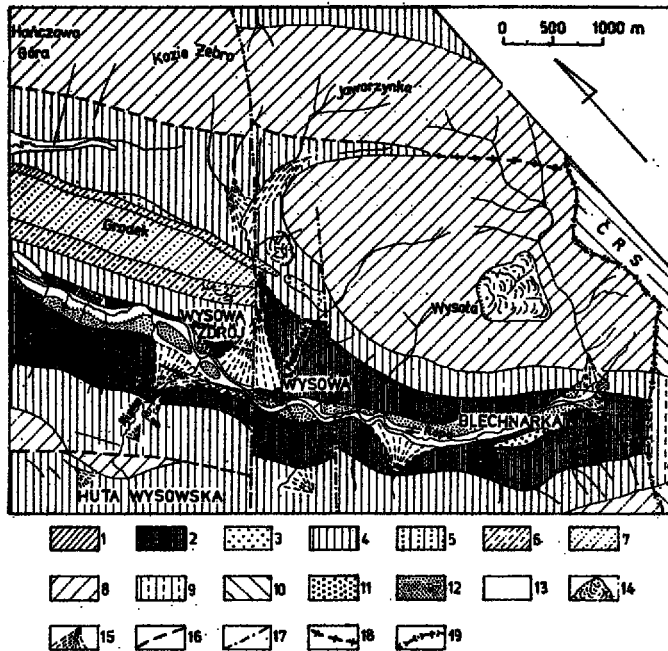 Hańczowa
Góra
Kozie Żebro
0 500 1000 m
Jaworzynka
Č R S
Gródek
Wysota
WYSOWA
ZDRÓJ
WYSOWA
BLECHNARKA
HUTA WYSOWSKA
1 2 3 4 5 6 7
8 9 10 11 12 13 14
15 16 17 18 19